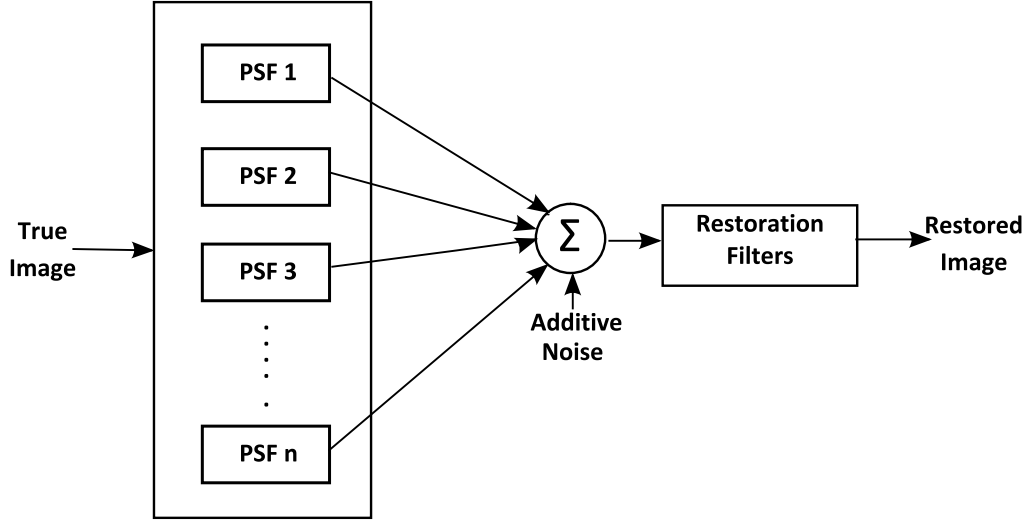 True
Image
PSF 1
PSF 2
PSF 3
PSF n
Σ
Additive
Noise
Restoration
Filters
Restored
Image